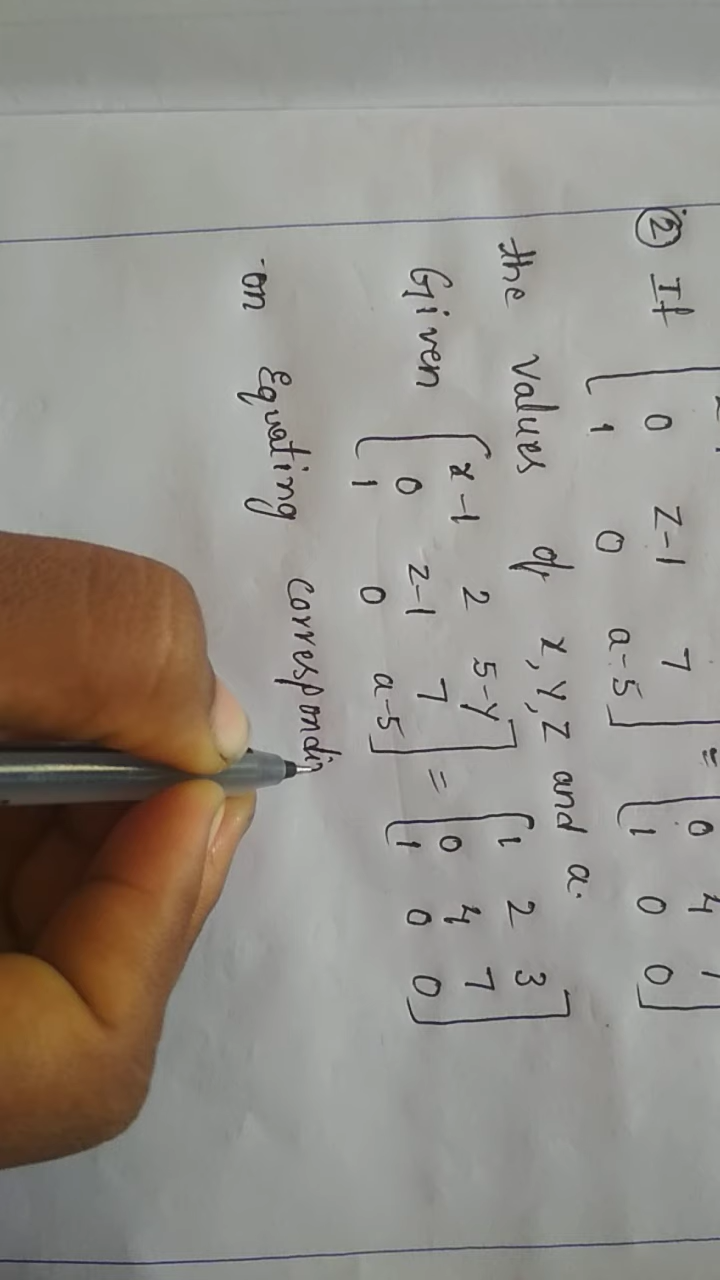 ② If
0 z-1 7 = 0 4
1 0 a-5 1 0 0
the values of x, y, z and a.
Given x-1 2 5-y 1 2 3
0 z-1 7 = 0 4 7
1 0 a-5 1 0 0
on Equating correspondin